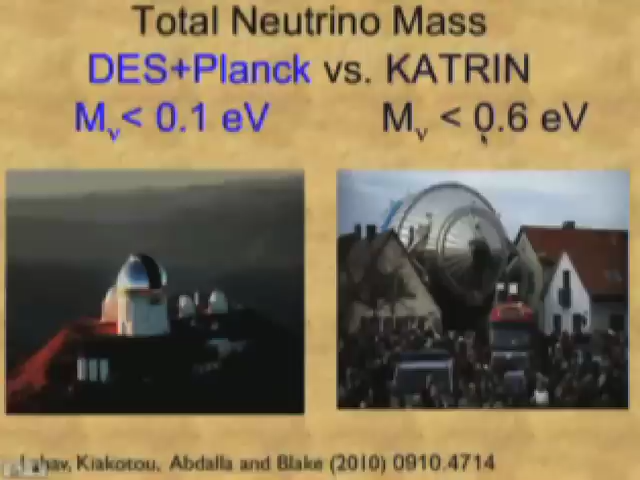 Total Neutrino Mass
DES+Planck vs. KATRIN
Mν< 0.1 eV Mν < 0.6 eV
Lahav, Kiakotou, Abdalla and Blake (2010) 0910.4714